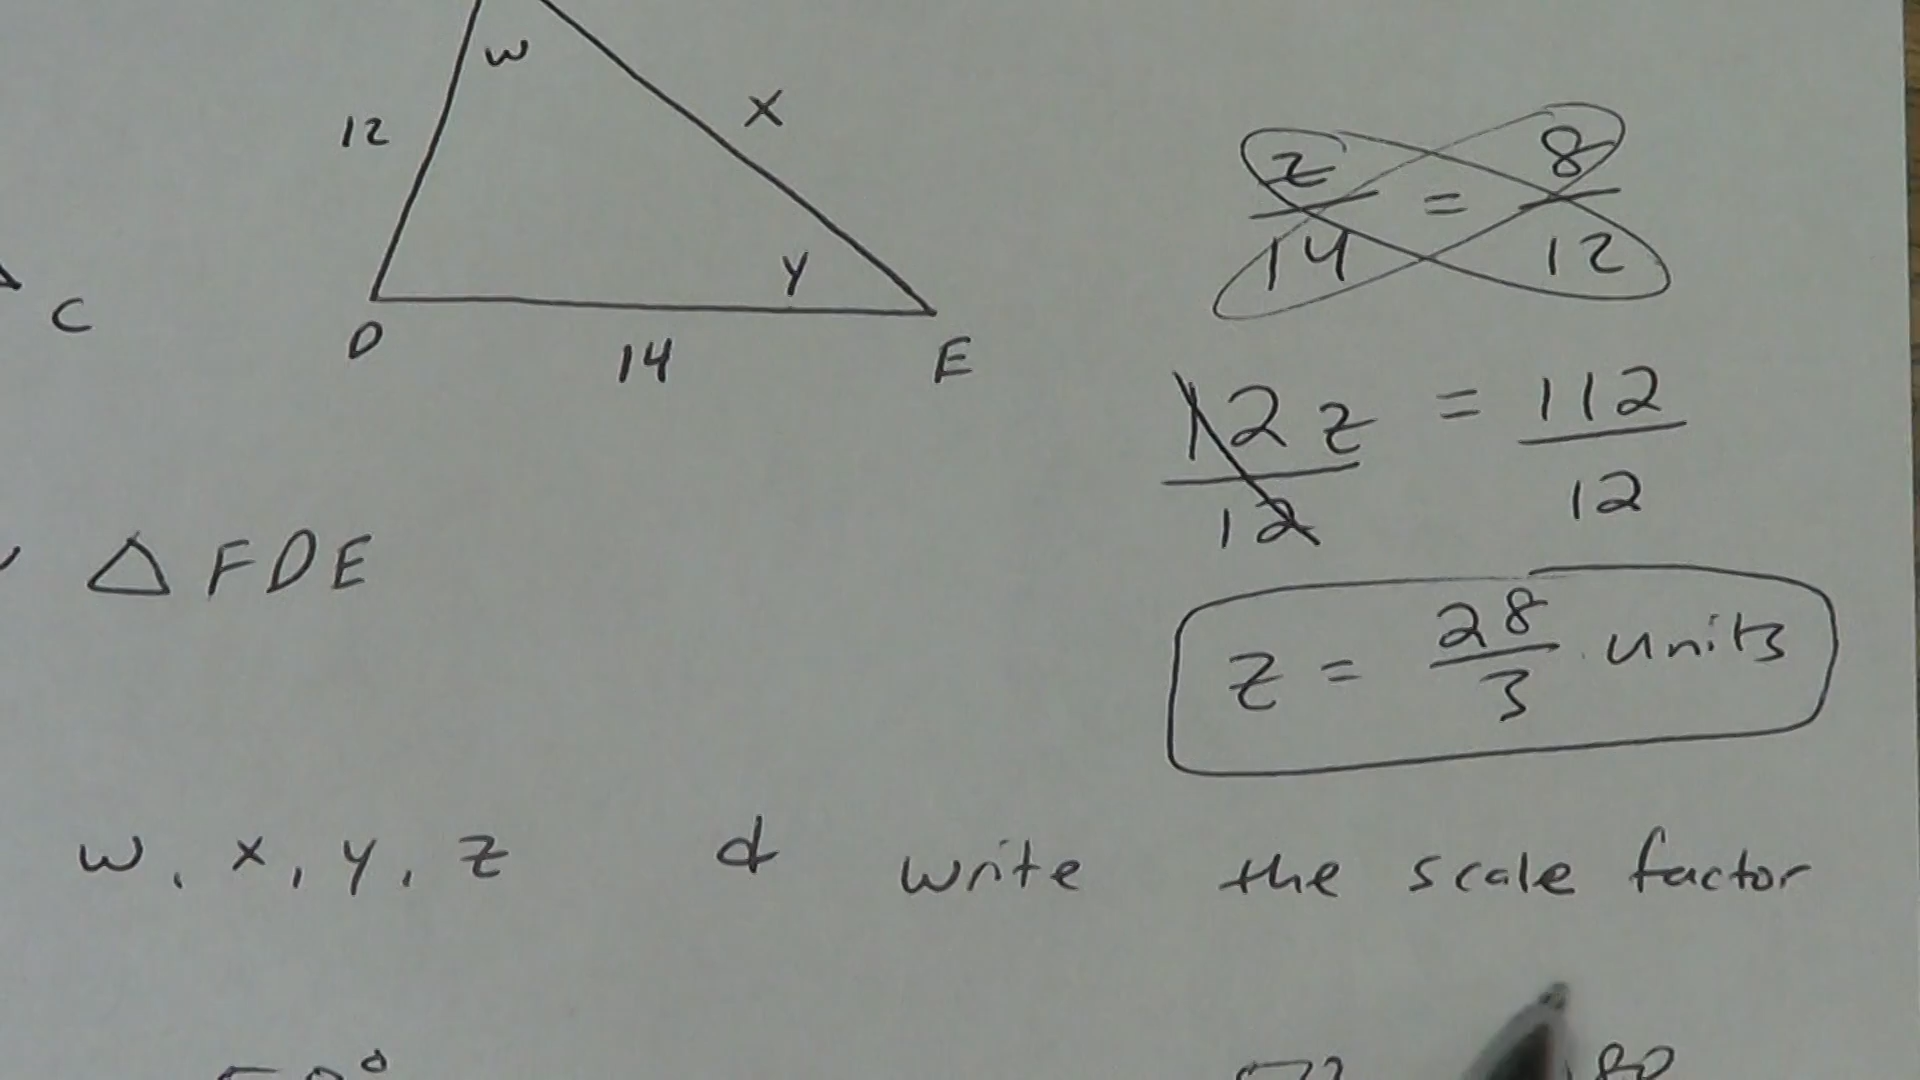 w
12
x
y
C
D
14
E
z/14 = 8/12
12z/12 = 112/12
△FDE
z = 28/3 units
w, x, y, z & write the scale factor